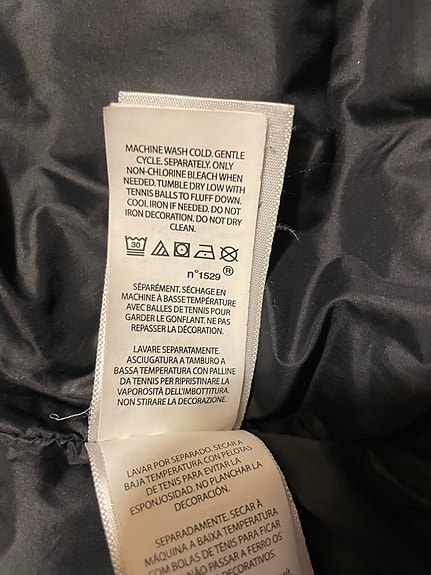 MACHINE WASH COLD. GENTLE
CYCLE. SEPARATELY. ONLY
NON-CHLORINE BLEACH WHEN
NEEDED. TUMBLE DRY LOW WITH
TENNIS BALLS TO FLUFF DOWN.
COOL IRON IF NEEDED. DO NOT
IRON DECORATION. DO NOT DRY
CLEAN.
30
n°1529 ®
SÉPARÉMENT. SÉCHAGE EN
MACHINE À BASSE TEMPÉRATURE
AVEC BALLES DE TENNIS POUR
GARDER LE GONFLANT. NE PAS
REPASSER LA DÉCORATION.
LAVARE SEPARATAMENTE.
ASCIUGATURA A TAMBURO A
BASSA TEMPERATURA CON PALLINE
DA TENNIS PER RIPRISTINARE LA
VAPOROSITÀ DELL'IMBOTTITURA.
NON STIRARE LA DECORAZIONE.
LAVAR POR SEPARADO. SECAR A
BAJA TEMPERATURA CON PELOTAS
DE TENIS PARA EVITAR LA
ESPONJOSIDAD. NO PLANCHAR LA
DECORACIÓN.
SEPARADAMENTE. SECAR À
MÁQUINA A BAIXA TEMPERATURA
COM BOLAS DE TÉNIS PARA FICAR
NÃO PASSAR A FERRO OS
DECORATIVOS